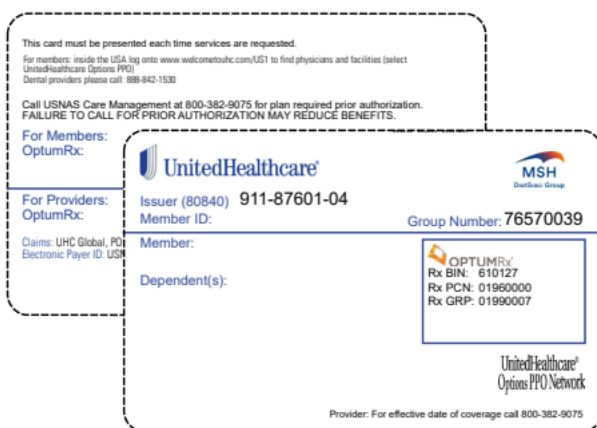 This card must be presented each time services are requested.
For members: inside the USA log onto www.welcometouhc.com/US1 to find physicians and facilities (select
UnitedHealthcare Options PPO)
Dental providers please call: 888-842-1530
Call USNAS Care Management at 800-382-9075 for plan required prior authorization.
FAILURE TO CALL FOR PRIOR AUTHORIZATION MAY REDUCE BENEFITS.
For Members:
OptumRx:
For Providers:
OptumRx:
Claims: UHC Global, PO
Electronic Payer ID:
UnitedHealthcare®
MSH
Issuer (80840) 911-87601-04
Member ID:
Group Number: 76570039
Member:
Dependent(s):
OPTUMRx®
Rx BIN: 610127
Rx PCN: 01960000
Rx GRP: 01990007
UnitedHealthcare®
Options PPO Network
Provider: For effective date of coverage call 800-382-9075